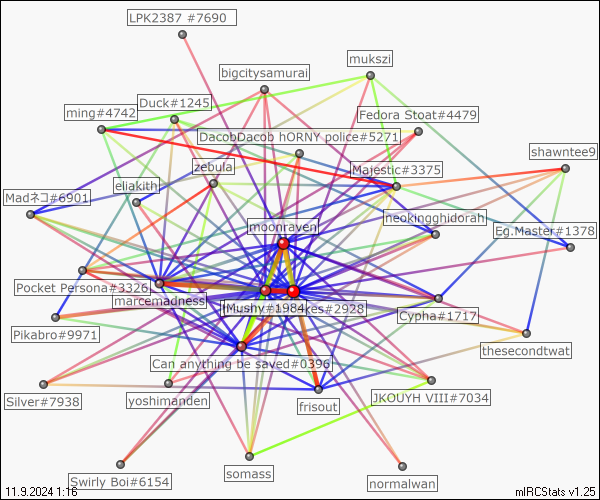 LPK2387 #7690
mukszi
bigcitysamurai
Duck#1245
ming#4742
Fedora Stoat#4479
DacobDacob hORNY police#5271
shawntee9
zebula
Majestic#3375
eliakith
Madネコ#6901
neokingghidorah
moonraven
Eg.Master#1378
Pocket Persona#3326
marcemadness
Mushy#1984
kes#2928
Cypha#1717
Pikabro#9971
thesecondtwat
Can anything be saved#0396
Silver#7938
yoshimanden
frisout
JKOUYH VIII#7034
Swirly Boi#6154
somass
normalwan
11.9.2024 1:16
mIRCStats v1.25